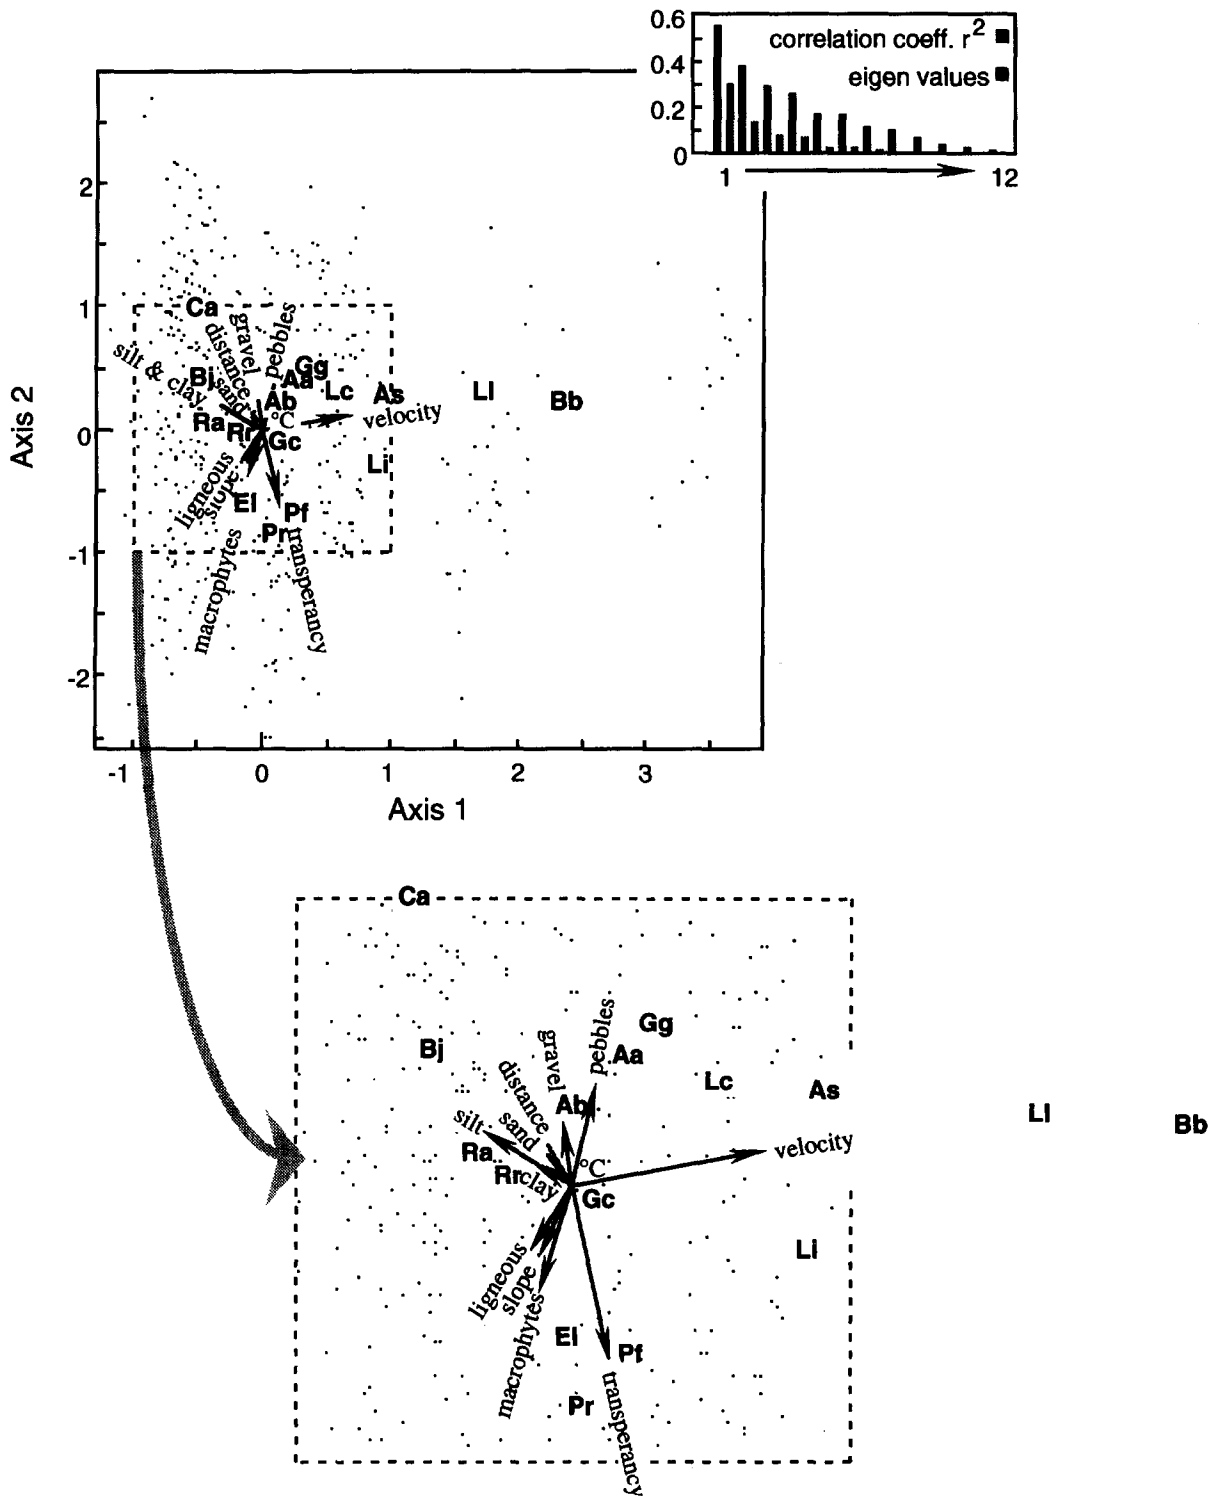 0.6
correlation coeff. r2
0.4
eigen values
0.2
0
1
12
2
1
Ca
gravel
pebbles
distance
silt & clay
Gg
Bj
sand
Aa
Lc
As
Ll
Bb
Ab
°C
velocity
Axis 2
Ra
Rr
0
Gc
Li
ligneous
slope
El
Pf
Pr
-1
macrophytes
transperancy
-2
-1
0
1
2
3
Axis 1
Ca
pebbles
Gg
gravel
Bj
Aa
distance
Lc
As
Ab
silt
sand
Ll
Bb
velocity
Ra
°C
Rr
clay
Gc
Li
ligneous
slope
macrophytes
El
Pf
Pr
transperancy